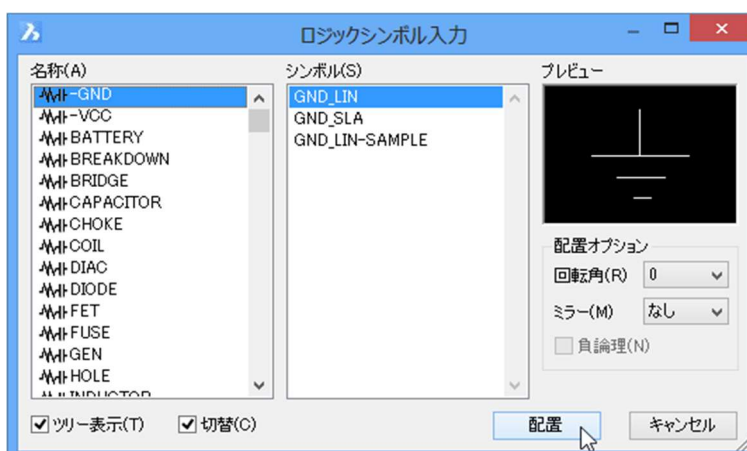 ロジックシンボル入力
名称(A)
-GND
-VCC
BATTERY
BREAKDOWN
BRIDGE
CAPACITOR
CHOKE
COIL
DIAC
DIODE
FET
FUSE
GEN
HOLE
INDUCTOR
シンボル(S)
GND_LIN
GND_SLA
GND_LIN-SAMPLE
プレビュー
配置オプション
回転角(R) 0
ミラー(M) なし
負論理(N)
ツリー表示(T) 切替(C)
配置 キャンセル